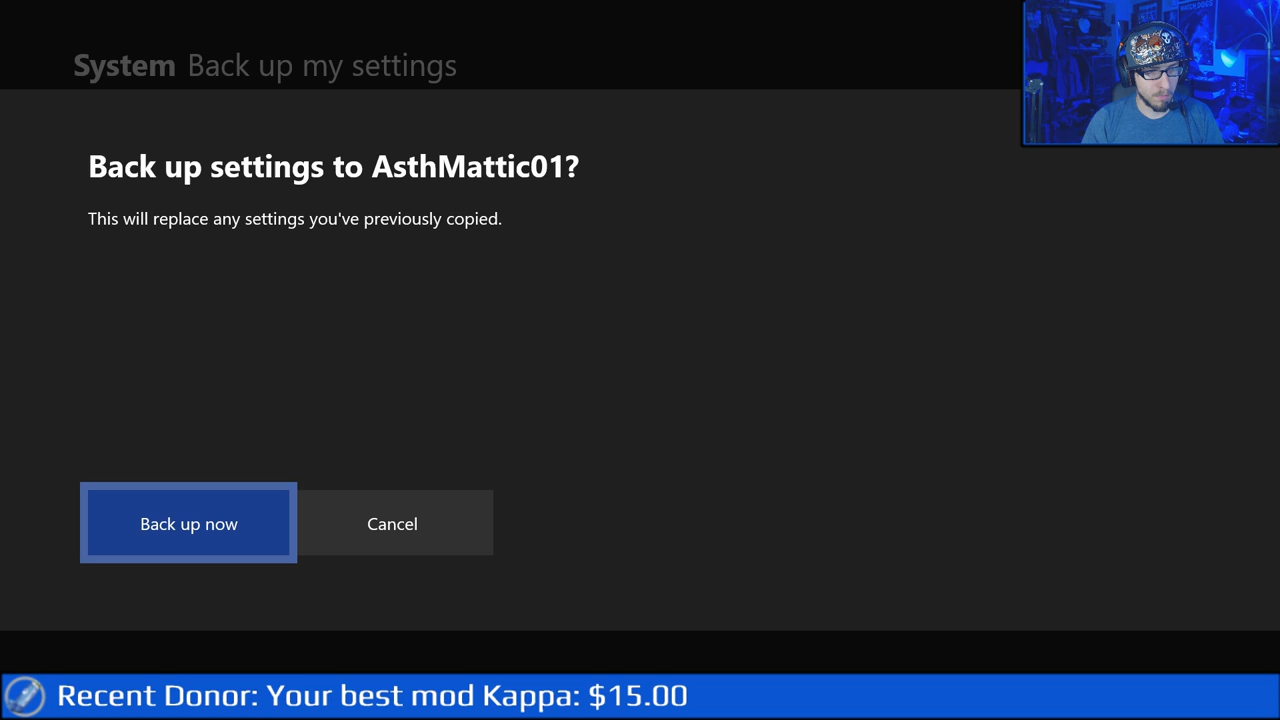 System Back up my settings
Back up settings to AsthMattic01?
This will replace any settings you've previously copied.
Back up now
Cancel
Recent Donor: Your best mod Kappa: $15.00